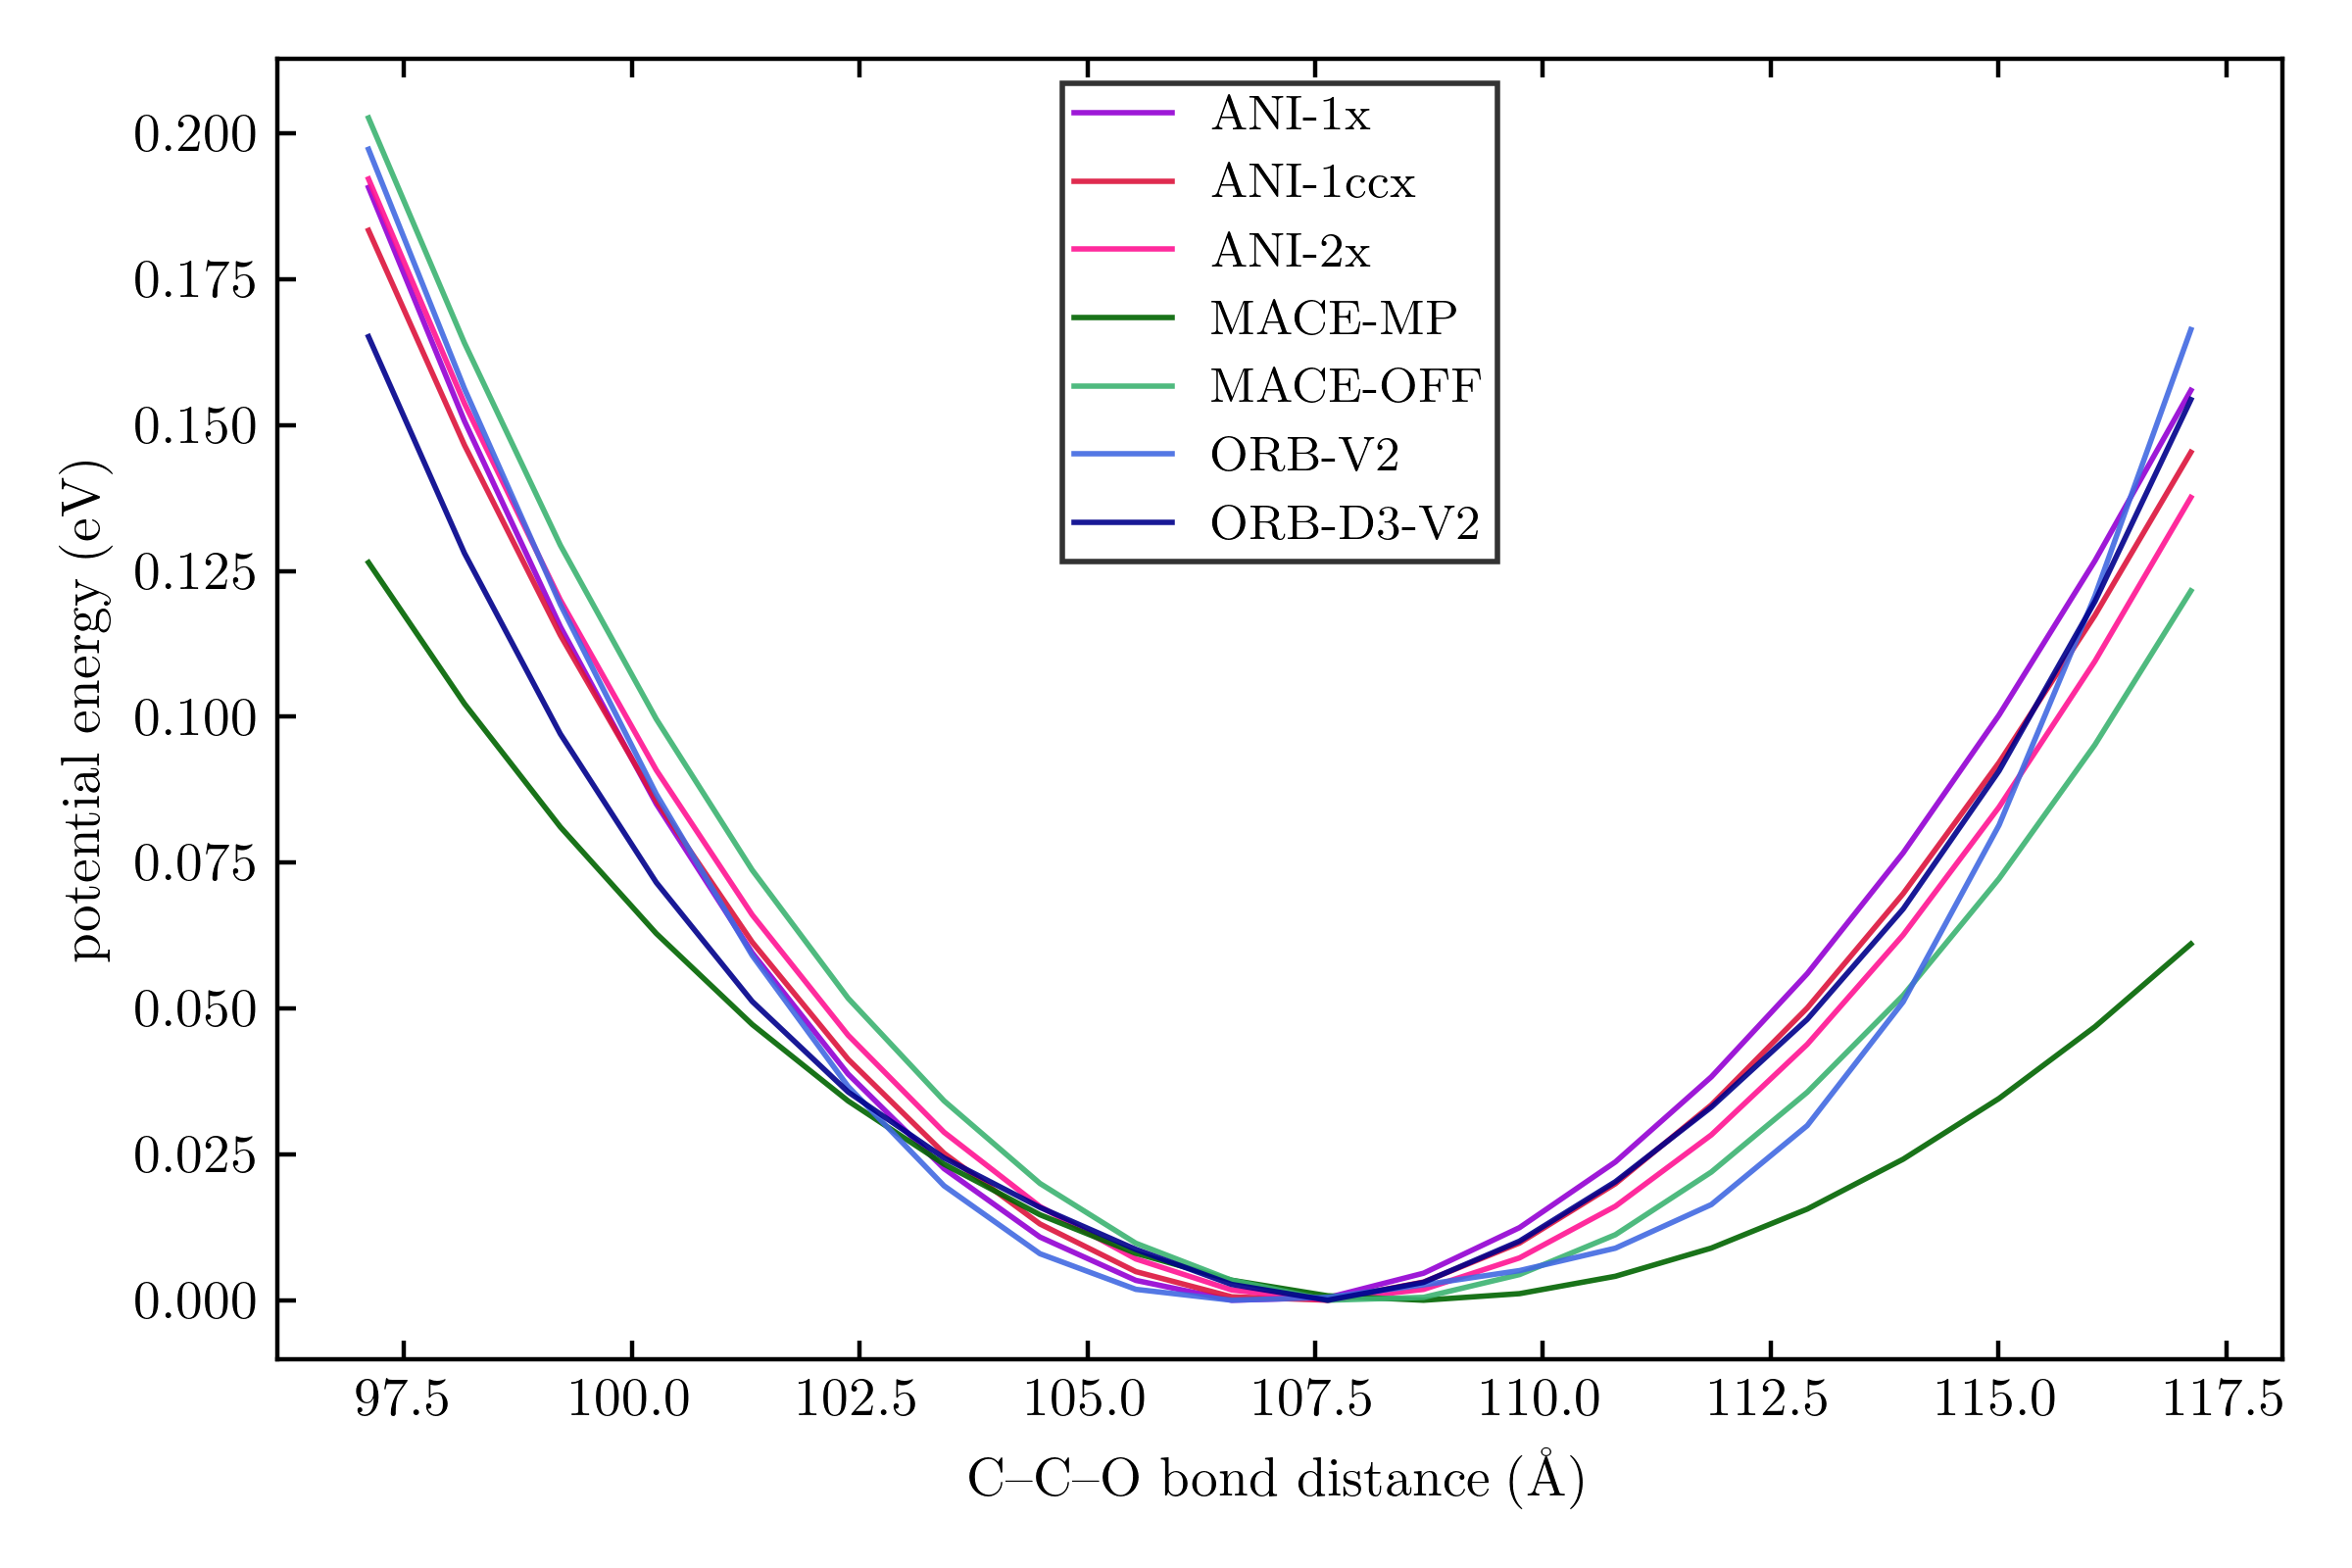 ANI-1x
ANI-1ccx
ANI-2x
MACE-MP
MACE-OFF
ORB-V2
ORB-D3-V2
0.200
0.175
0.150
0.125
0.100
0.075
0.050
0.025
0.000
potential energy (eV)
97.5 100.0 102.5 105.0 107.5 110.0 112.5 115.0 117.5
C–C–O bond distance (Å)